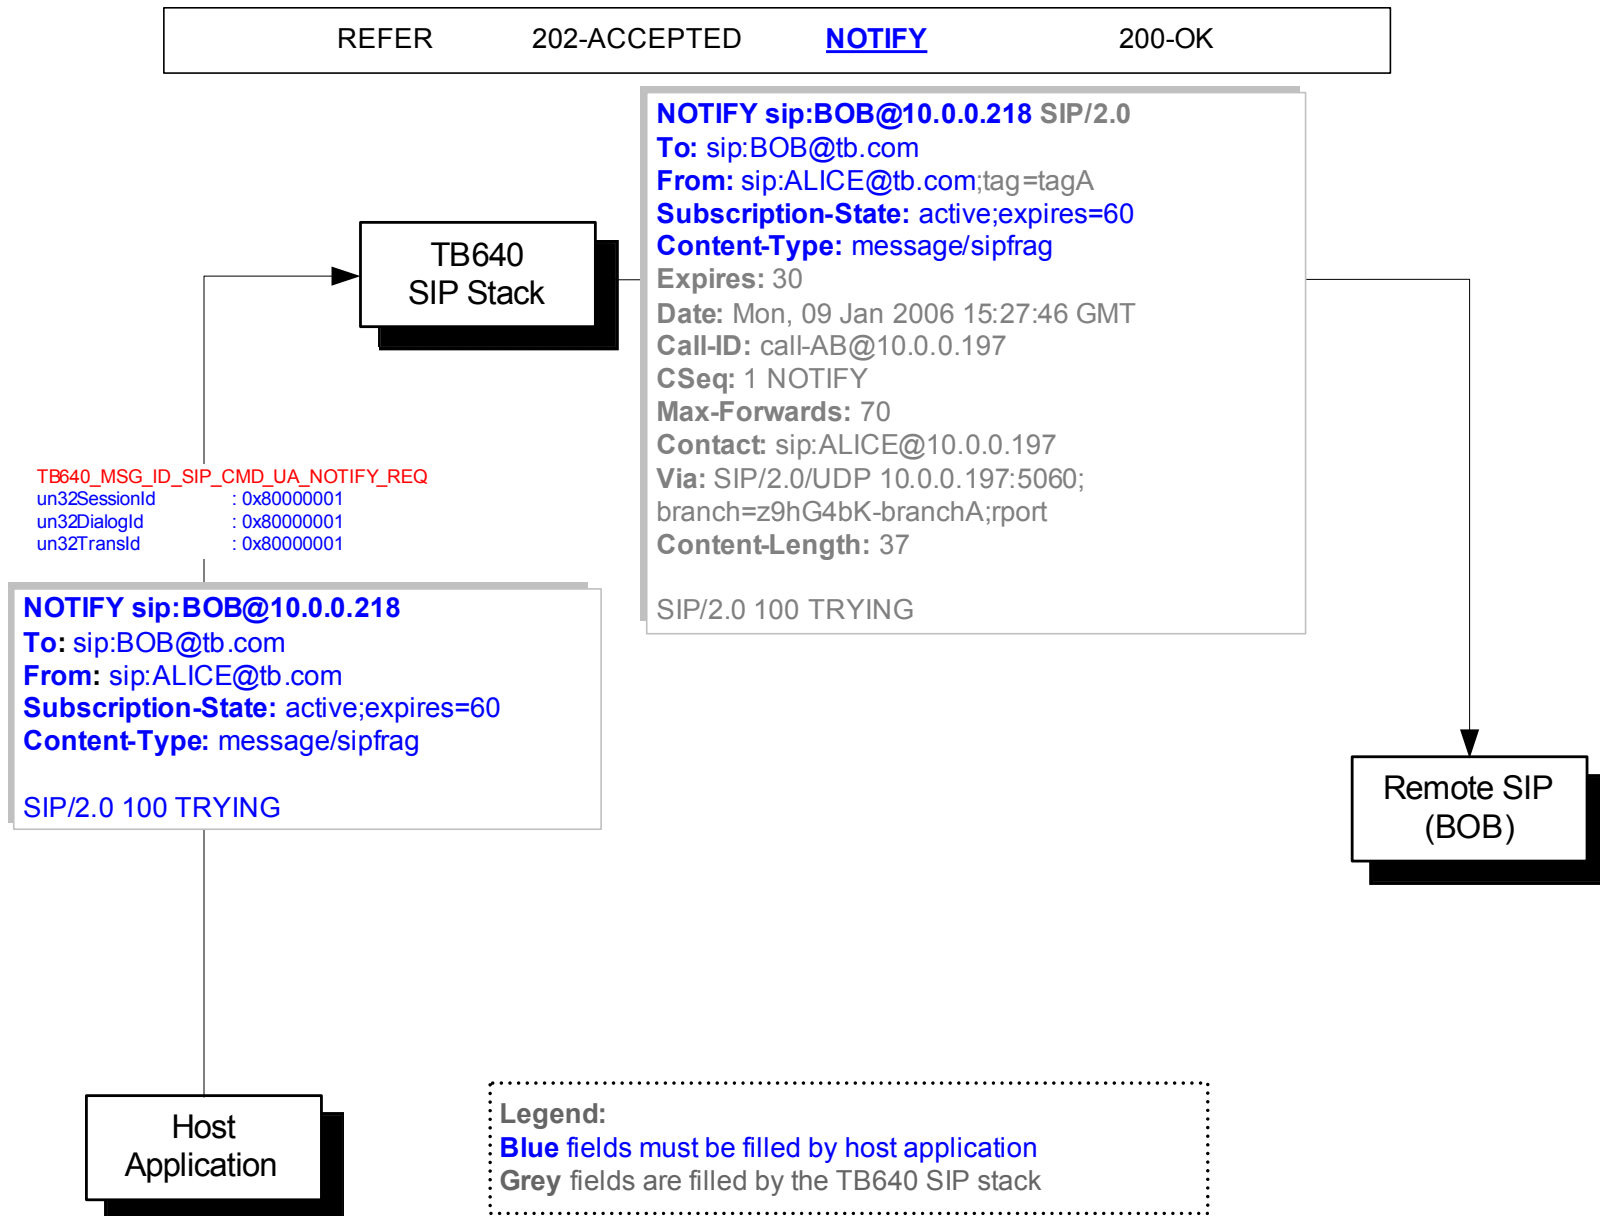 REFER 202-ACCEPTED NOTIFY 200-OK
NOTIFY sip:BOB@10.0.0.218 SIP/2.0
To: sip:BOB@tb.com
From: sip:ALICE@tb.com;tag=tagA
Subscription-State: active;expires=60
Content-Type: message/sipfrag
Expires: 30
Date: Mon, 09 Jan 2006 15:27:46 GMT
Call-ID: call-AB@10.0.0.197
CSeq: 1 NOTIFY
Max-Forwards: 70
Contact: sip:ALICE@10.0.0.197
Via: SIP/2.0/UDP 10.0.0.197:5060;
branch=z9hG4bK-branchA;rport
Content-Length: 37
SIP/2.0 100 TRYING
TB640
SIP Stack
TB640_MSG_ID_SIP_CMD_UA_NOTIFY_REQ
un32SessionId : 0x80000001
un32DialogId : 0x80000001
un32TransId : 0x80000001
NOTIFY sip:BOB@10.0.0.218
To: sip:BOB@tb.com
From: sip:ALICE@tb.com
Subscription-State: active;expires=60
Content-Type: message/sipfrag
SIP/2.0 100 TRYING
Remote SIP
(BOB)
Host
Application
Legend:
Blue fields must be filled by host application
Grey fields are filled by the TB640 SIP stack